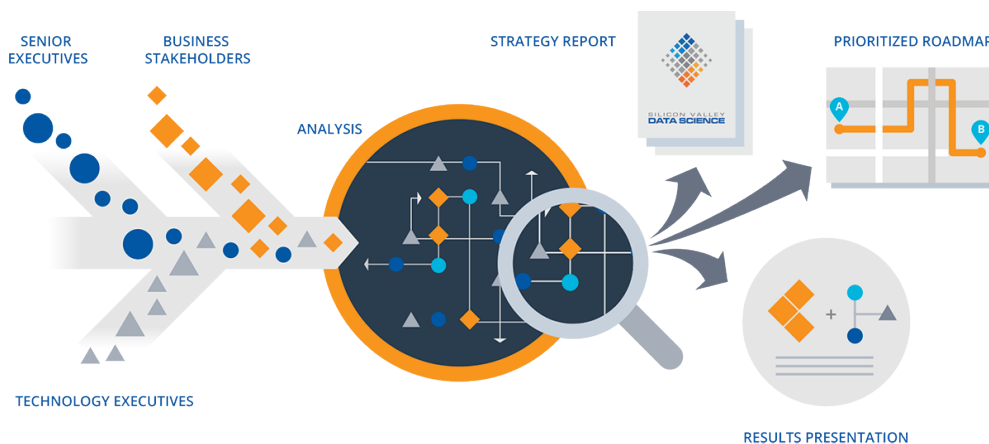 SENIOR
EXECUTIVES
BUSINESS
STAKEHOLDERS
STRATEGY REPORT
PRIORITIZED ROADMAP
ANALYSIS
SILICON VALLEY
DATA SCIENCE
A
B
+
TECHNOLOGY EXECUTIVES
RESULTS PRESENTATION